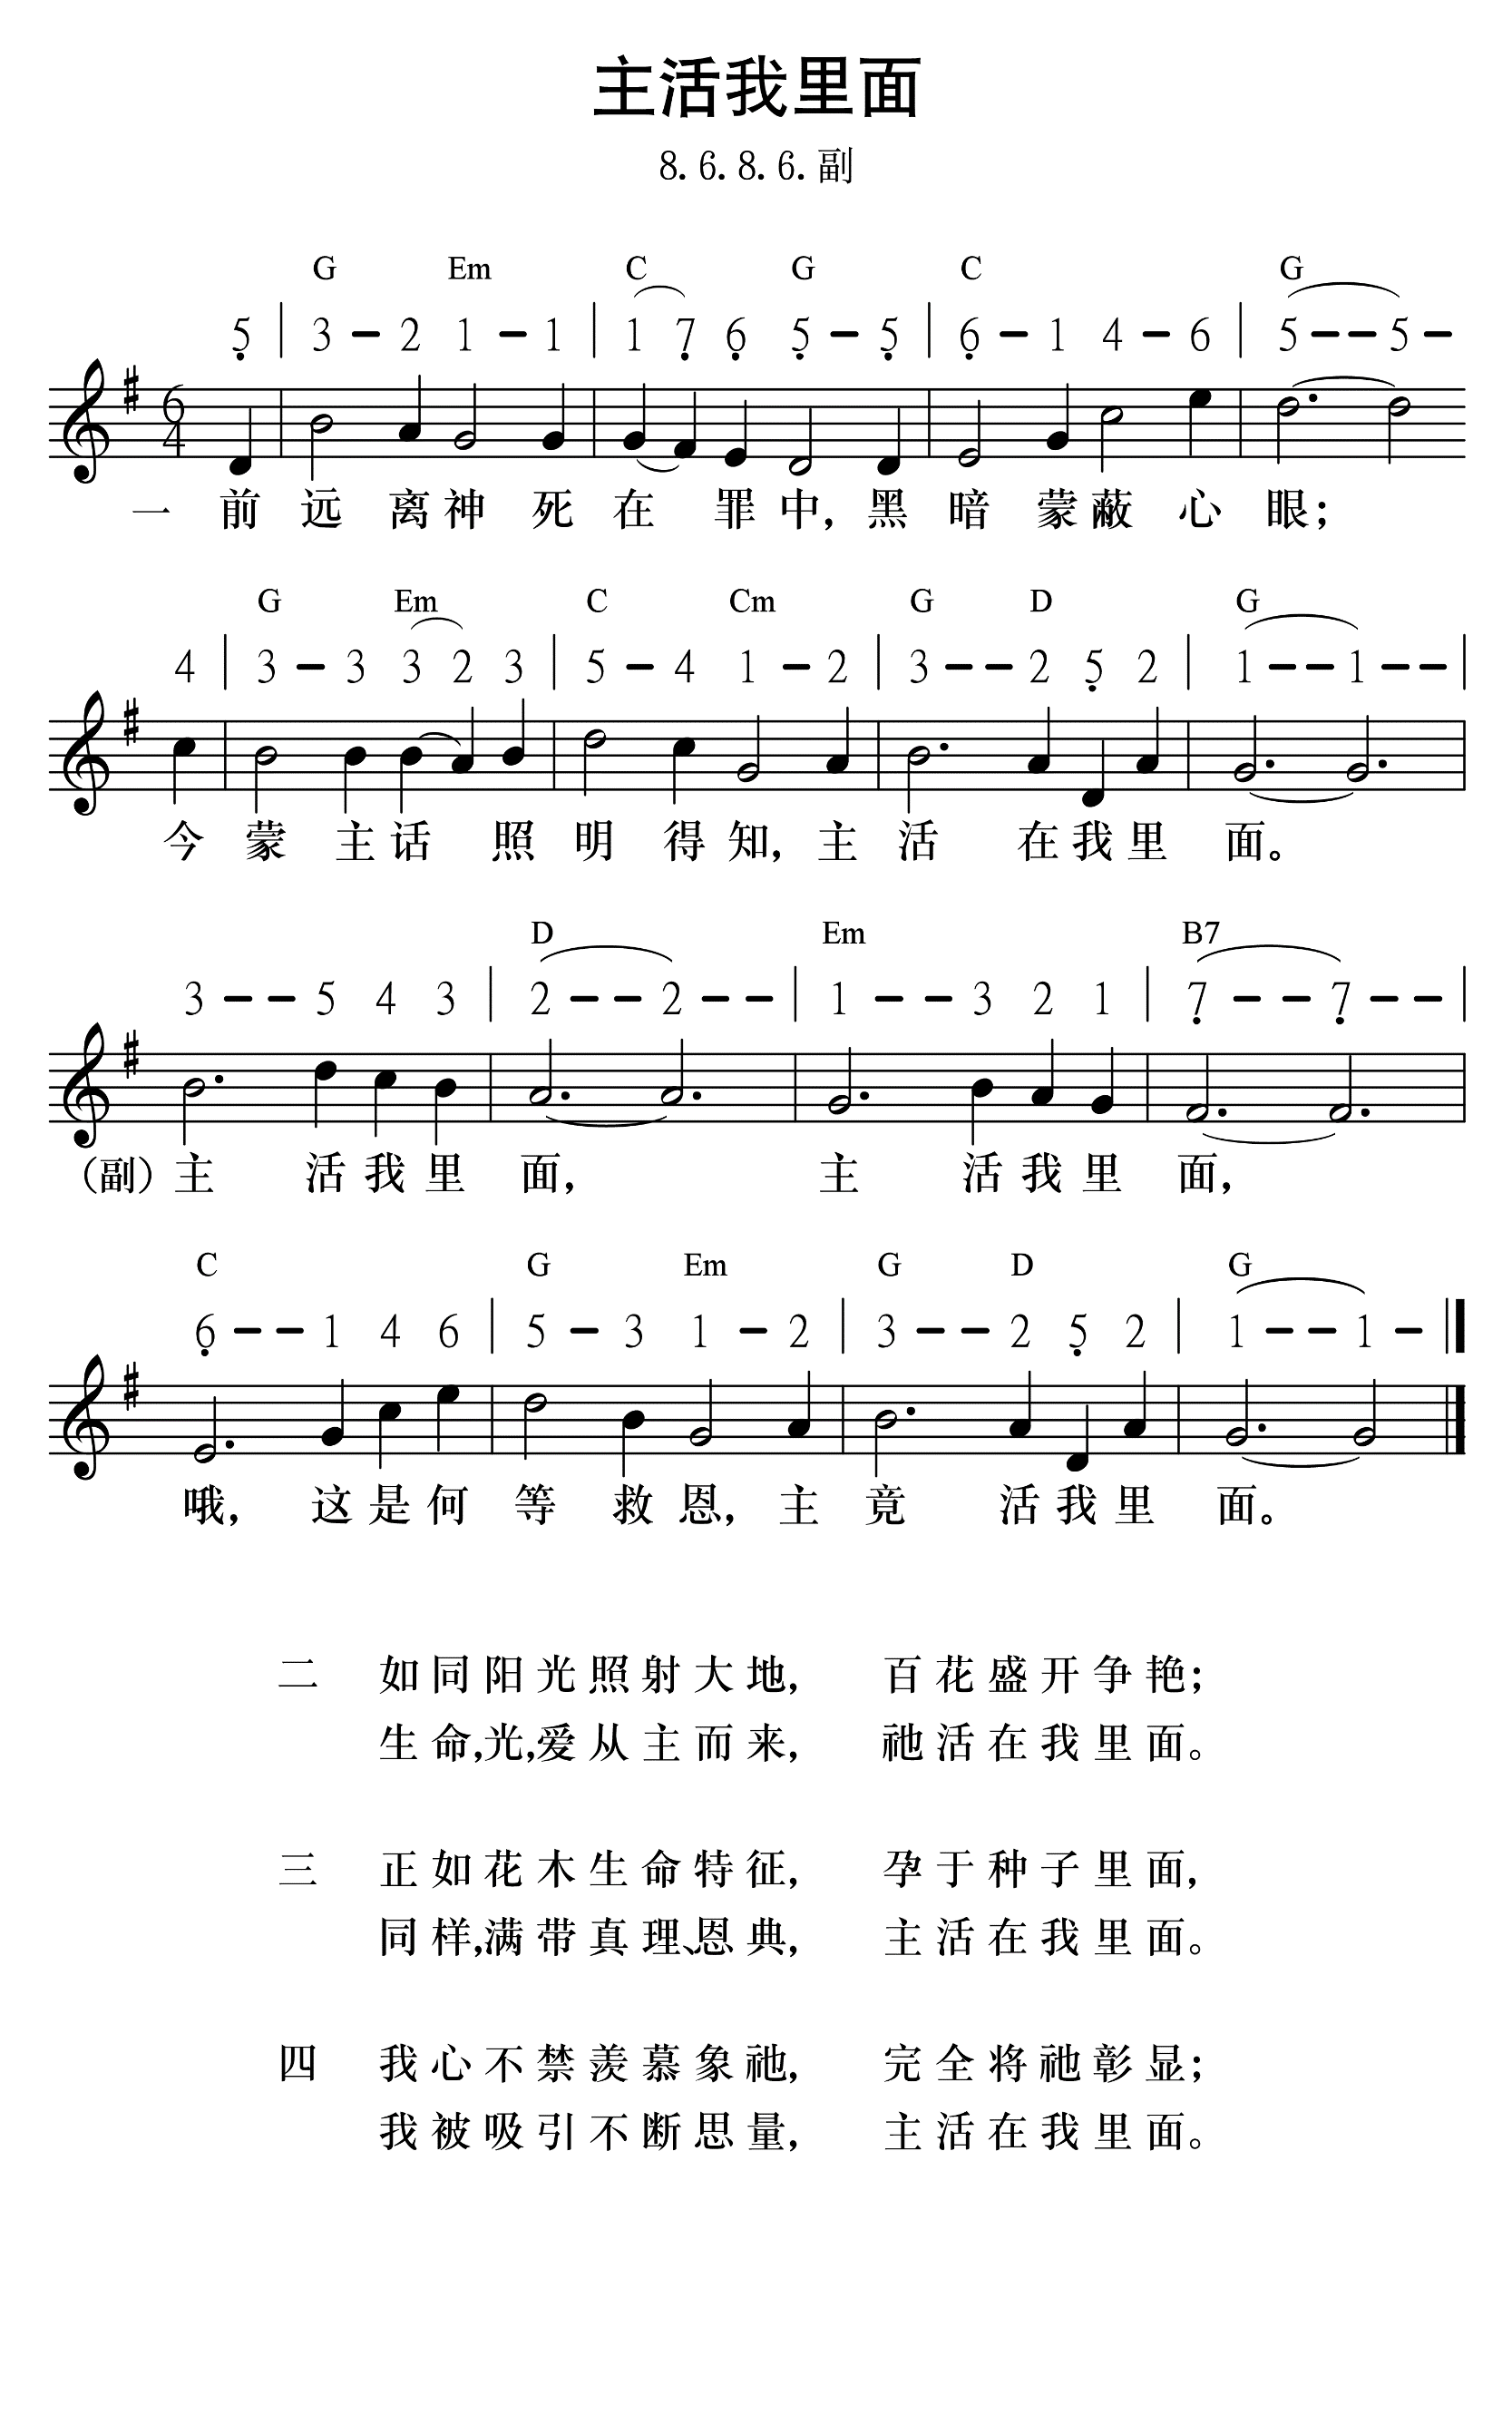 主活我里面
8. 6. 8. 6. 副
G Em C G C G
5̣ | 3 – 2 1 – 1 | 1 7̣ 6̣ 5̣ – 5̣ | 6̣ – 1 4 – 6 | 5 – – 5 –
6 4
一 前 远 离 神 死 在 罪 中，黑 暗 蒙 蔽 心 眼；
G Em C Cm G D G
4 | 3 – 3 3 2 3 | 5 – 4 1 – 2 | 3 – – 2 5̣ 2 | 1 – – 1 – – |
今 蒙 主 话 照 明 得 知，主 活 在 我 里 面。
D Em B7
3 – – 5 4 3 | 2 – – 2 – – | 1 – – 3 2 1 | 7̣ – – 7̣ – – |
（副）主 活 我 里 面， 主 活 我 里 面，
C G Em G D G
6̣ – – 1 4 6 | 5 – 3 1 – 2 | 3 – – 2 5̣ 2 | 1 – – 1 – ‖
哦， 这 是 何 等 救 恩，主 竟 活 我 里 面。
二 如同阳光照射大地， 百花盛开争艳；
生命,光,爱从主而来， 祂活在我里面。
三 正如花木生命特征， 孕于种子里面，
同样,满带真理、恩典， 主活在我里面。
四 我心不禁羡慕象祂， 完全将祂彰显；
我被吸引不断思量， 主活在我里面。